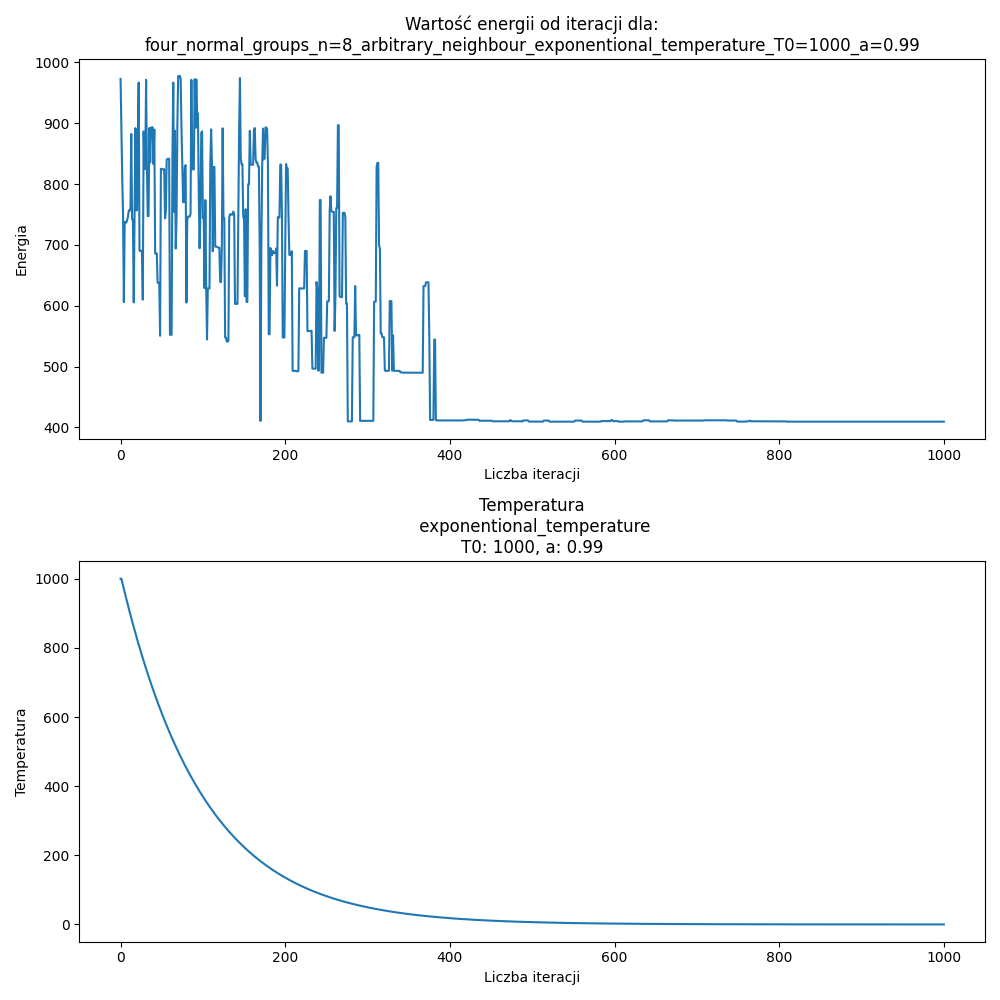 Wartość energii od iteracji dla:
four_normal_groups_n=8_arbitrary_neighbour_exponentional_temperature_T0=1000_a=0.99
1000
900
800
700
600
500
400
Energia
0 200 400 600 800 1000
Liczba iteracji
Temperatura
exponentional_temperature
T0: 1000, a: 0.99
1000
800
600
400
200
0
Temperatura
0 200 400 600 800 1000
Liczba iteracji